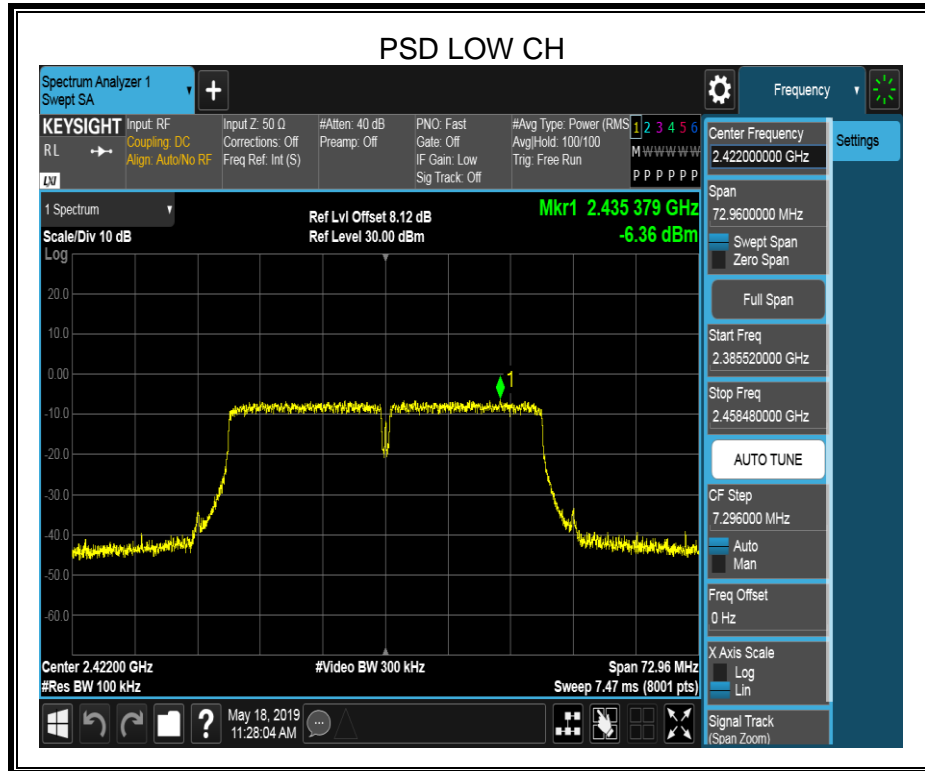 PSD LOW CH
Spectrum Analyzer 1
Swept SA
+
Frequency
KEYSIGHT
RL
LXI
Input: RF
Coupling: DC
Align: Auto/No RF
Input Z: 50 Ω
Corrections: Off
Freq Ref: Int (S)
#Atten: 40 dB
Preamp: Off
PNO: Fast
Gate: Off
IF Gain: Low
Sig Track: Off
#Avg Type: Power (RMS
Avg|Hold: 100/100
Trig: Free Run
1 2 3 4 5 6
M W W W W W
P P P P P P
1 Spectrum
Scale/Div 10 dB
Ref Lvl Offset 8.12 dB
Ref Level 30.00 dBm
Mkr1 2.435 379 GHz
-6.36 dBm
Log
20.0
10.0
0.00
-10.0
-20.0
-30.0
-40.0
-50.0
-60.0
1
Center 2.42200 GHz
#Res BW 100 kHz
#Video BW 300 kHz
Span 72.96 MHz
Sweep 7.47 ms (8001 pts)
?
May 18, 2019
11:28:04 AM
Center Frequency
2.422000000 GHz
Settings
Span
72.9600000 MHz
Swept Span
Zero Span
Full Span
Start Freq
2.385520000 GHz
Stop Freq
2.458480000 GHz
AUTO TUNE
CF Step
7.296000 MHz
Auto
Man
Freq Offset
0 Hz
X Axis Scale
Log
Lin
Signal Track
(Span Zoom)